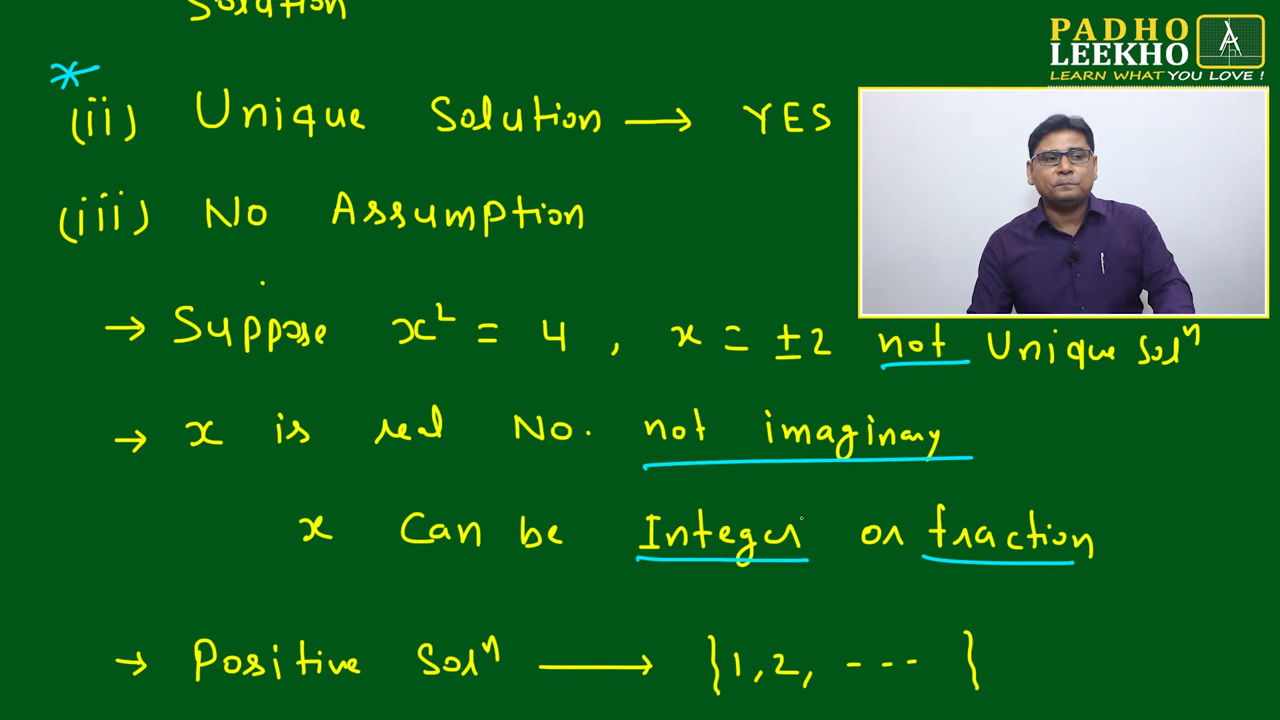 Solution
PADHO
LEEKHO
LEARN WHAT YOU LOVE !
* (ii) Unique Solution → YES
(iii) No Assumption
→ Suppose x² = 4 , x = ±2 not Unique Solⁿ
→ x is real No. not imaginary
x Can be Integer or fraction
→ Positive Solⁿ → {1, 2, --- }